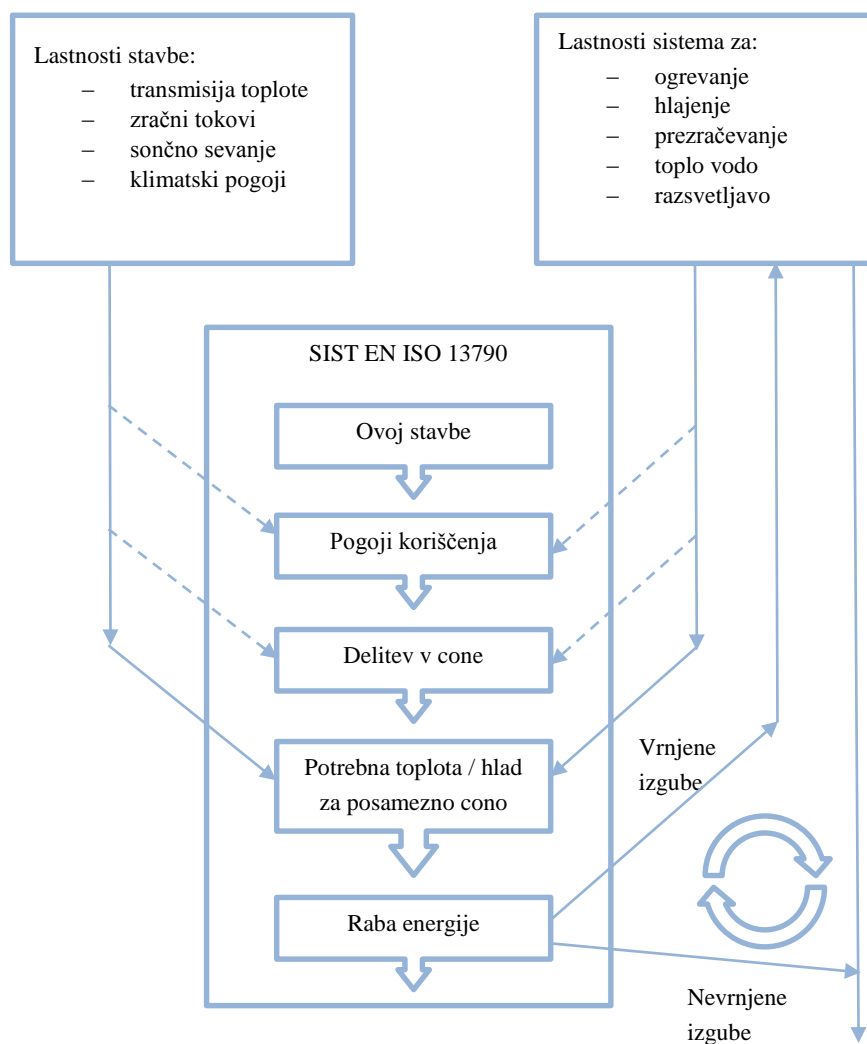 Lastnosti stavbe:
– transmisija toplote
– zračni tokovi
– sončno sevanje
– klimatski pogoji
Lastnosti sistema za:
– ogrevanje
– hlajenje
– prezračevanje
– toplo vodo
– razsvetljavo
SIST EN ISO 13790
Ovoj stavbe
Pogoji koriščenja
Delitev v cone
Potrebna toplota / hlad
za posamezno cono
Raba energije
Vrnjene
izgube
Nevrnjene
izgube